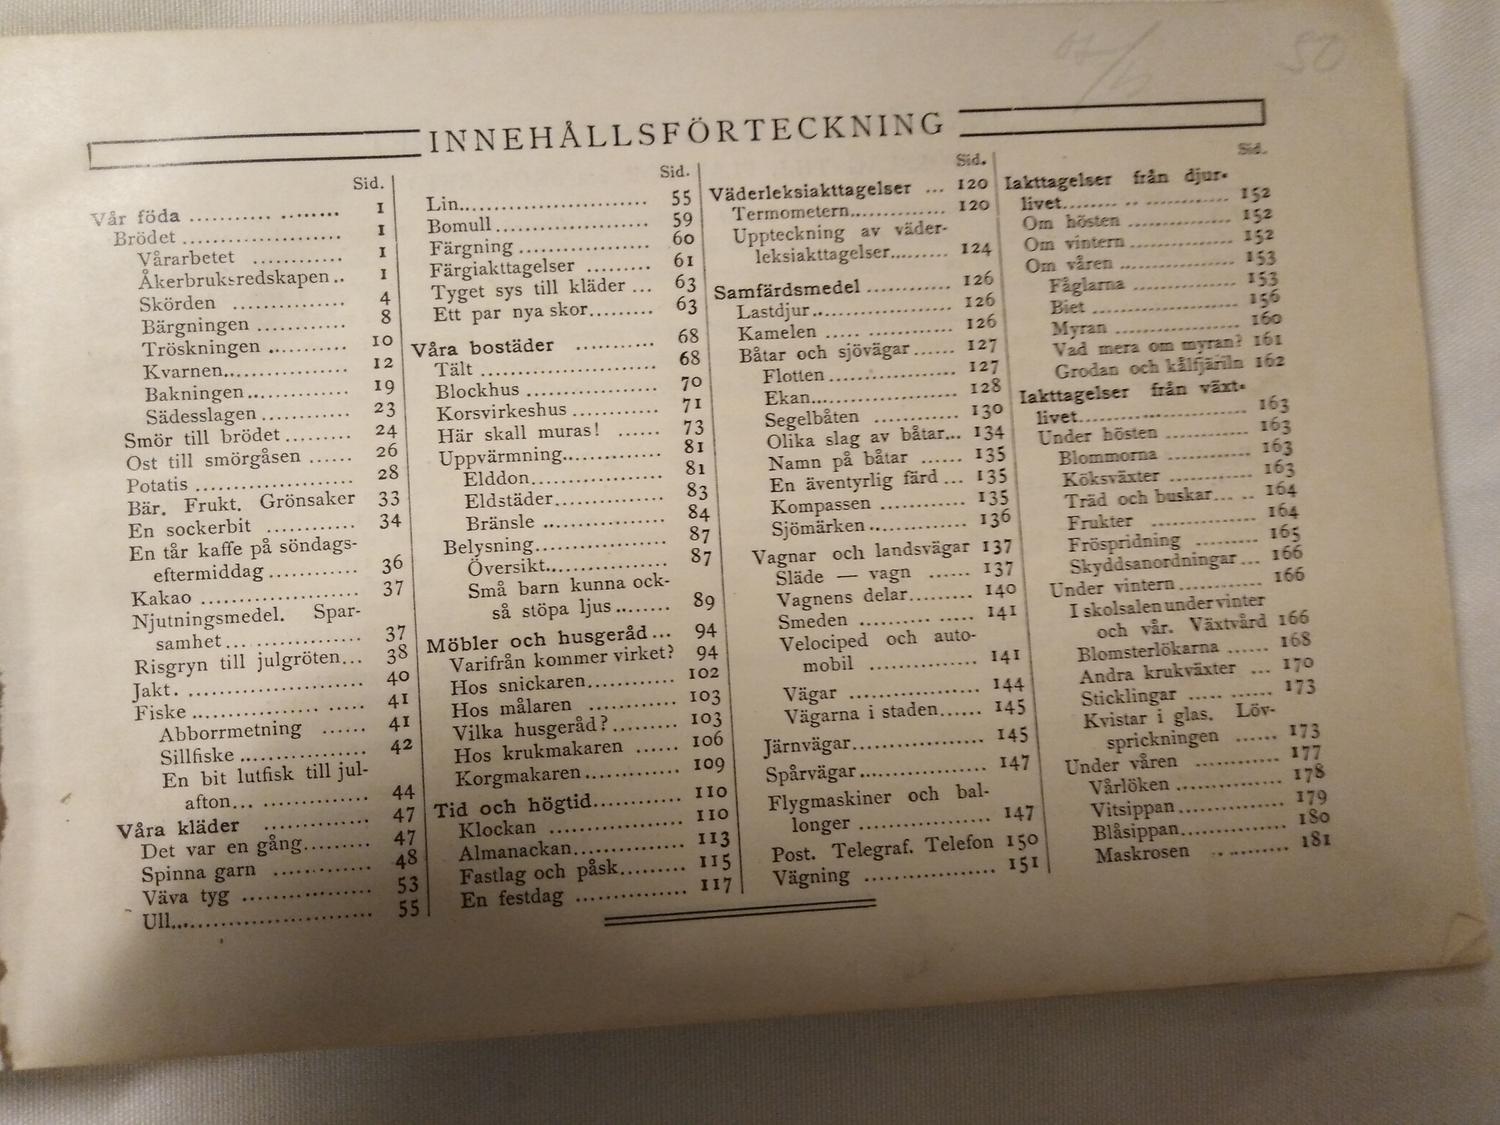 50
INNEHÅLLSFÖRTECKNING
Sid.
Vår föda .......... ......... 1
Brödet ...................... 1
Vårarbetet ............ 1
Åkerbruksredskapen .. 1
Skörden ............... 4
Bärgningen ............ 8
Tröskningen ........... 10
Kvarnen................. 12
Bakningen.............. 19
Sädesslagen ............ 23
Smör till brödet ......... 24
Ost till smörgåsen ...... 26
Potatis ..................... 28
Bär. Frukt. Grönsaker 33
En sockerbit ............ 34
En tår kaffe på söndags-
eftermiddag ............ 36
Kakao ...................... 37
Njutningsmedel. Spar-
samhet................... 37
Risgryn till julgröten... 38
Jakt. ........................ 40
Fiske ................. ..... 41
Abborrmetning ...... 41
Sillfiske ................. 42
En bit lutfisk till jul-
afton... .............. 44
Våra kläder .............. 47
Det var en gång......... 47
Spinna garn ............ 48
Väva tyg ................. 53
Ull........................... 55
Sid.
Lin........................... 55
Bomull ..................... 59
Färgning .................. 60
Färgiakttagelser ......... 61
Tyget sys till kläder ... 63
Ett par nya skor......... 63
Våra bostäder ........... 68
Tält ........................ 68
Blockhus .................. 70
Korsvirkeshus ............ 71
Här skall muras! ...... 73
Uppvärmning.............. 81
Elddon................... 81
Eldstäder............... 83
Bränsle ................. 84
Belysning.................. 87
Översikt................. 87
Små barn kunna ock-
så stöpa ljus ........ 89
Möbler och husgeråd ... 94
Varifrån kommer virket? 94
Hos snickaren............ 102
Hos målaren ............ 103
Vilka husgeråd? .......... 103
Hos krukmakaren ...... 106
Korgmakaren ............. 109
Tid och högtid............ 110
Klockan .................. 110
Almanackan............... 113
Fastlag och påsk......... 115
En festdag ............... 117
Sid.
Väderleksiakttagelser ... 120
Termometern.............. 120
Uppteckning av väder-
leksiakttagelser......... 124
Samfärdsmedel ............ 126
Lastdjur.................... 126
Kamelen ..... ............ 126
Båtar och sjövägar ...... 127
Flotten .................. 127
Ekan...................... 128
Segelbåten ............ 130
Olika slag av båtar... 134
Namn på båtar ...... 135
En äventyrlig färd ... 135
Kompassen ............ 135
Sjömärken .............. 136
Vagnar och landsvägar 137
Släde — vagn ...... 137
Vagnens delar......... 140
Smeden .......... ..... 141
Velociped och auto-
mobil ............... 141
Vägar .................. 144
Vägarna i staden...... 145
Järnvägar.................. 145
Spårvägar.................. 147
Flygmaskiner och bal-
longer .................. 147
Post. Telegraf. Telefon 150
Vägning .................. 151
Sid.
Iakttagelser från djur-
livet........ .. .............. 152
Om hösten ............... 152
Om vintern ............... 152
Om våren .................. 153
Fåglarna ............... 153
Biet ....................... 156
Myran .................. 160
Vad mera om myran? 161
Grodan och kålfjäriln 162
Iakttagelser från växt-
livet........................ 163
Under hösten ............ 163
Blommorna ............ 163
Köksväxter ............ 163
Träd och buskar... .. 164
Frukter ............... 164
Fröspridning ......... 165
Skyddsanordningar ... 166
Under vintern............ 166
I skolsalen under vinter
och vår. Växtvård 166
Blomsterlökarna ...... 168
Andra krukväxter ... 170
Sticklingar ..... ...... 173
Kvistar i glas. Löv-
sprickningen ...... 173
Under våren ............ 177
Vårlöken ............... 178
Vitsippan............... 179
Blåsippan............... 180
Maskrosen .. ......... 181